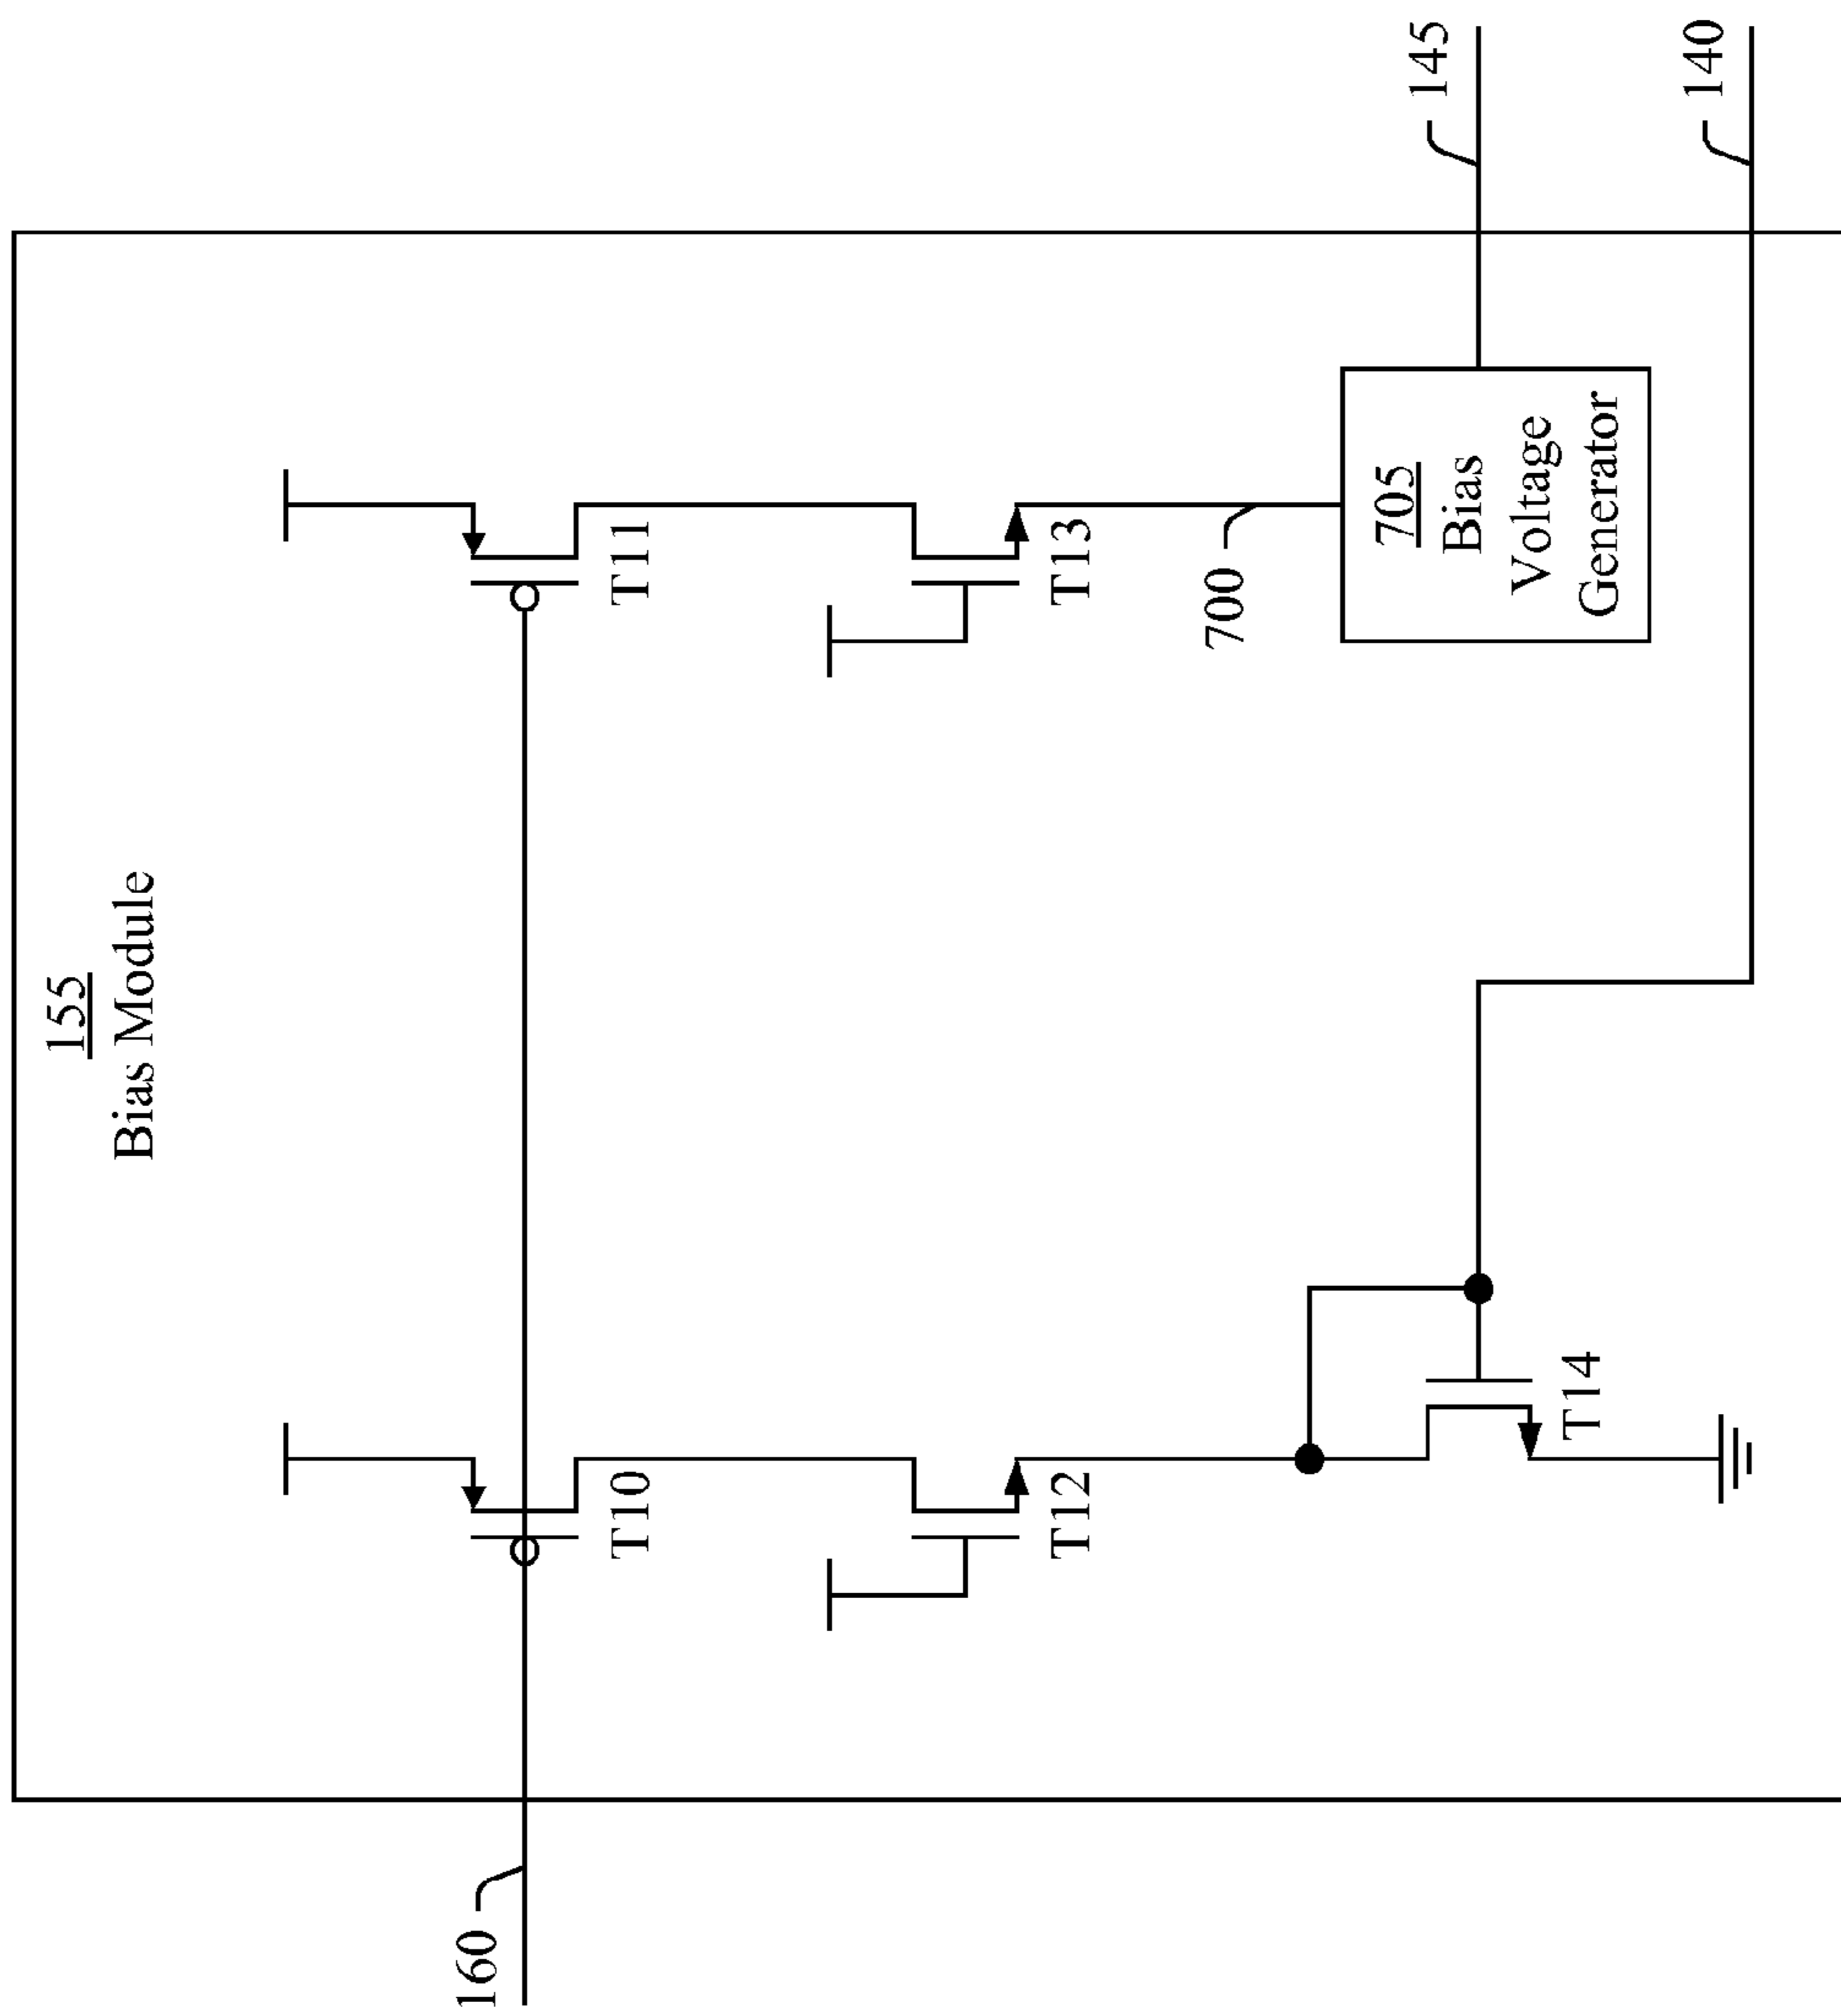 155
Bias Module
160
T10
T11
T12
T13
700
705
Bias
Voltage
Generator
145
T14
140